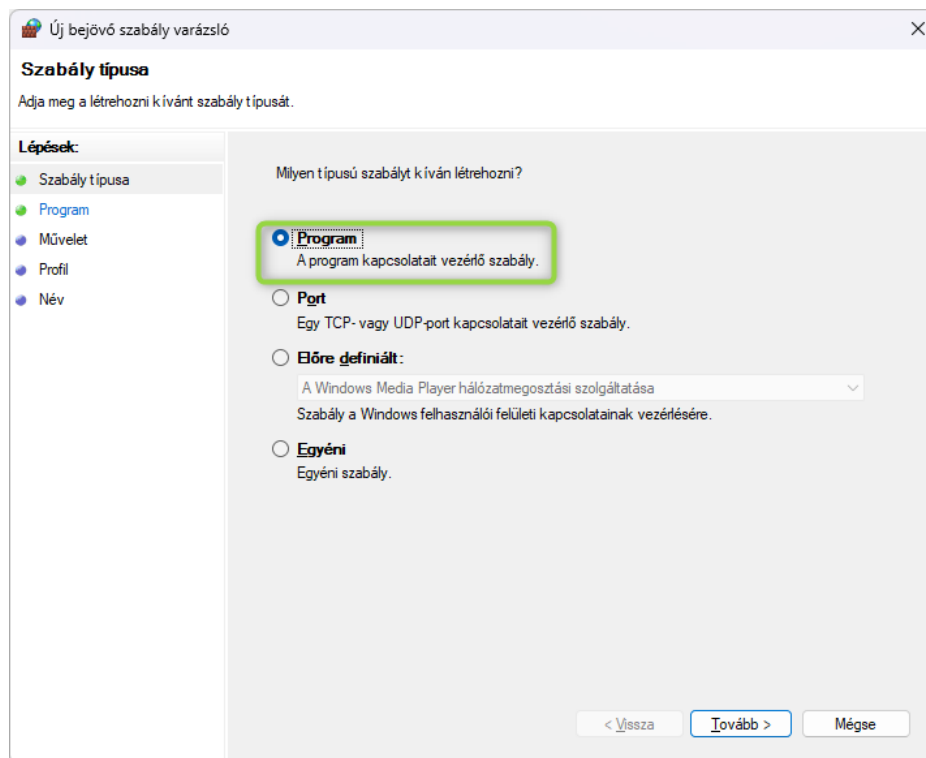 Új bejövő szabály varázsló
Szabály típusa
Adja meg a létrehozni kívánt szabály típusát.
Lépések:
Szabály típusa
Program
Művelet
Profil
Név
Milyen típusú szabályt kíván létrehozni?
Program
A program kapcsolatait vezérlő szabály.
Port
Egy TCP- vagy UDP-port kapcsolatait vezérlő szabály.
Előre definiált:
A Windows Media Player hálózatmegosztási szolgáltatása
Szabály a Windows felhasználói felületi kapcsolatainak vezérlésére.
Egyéni
Egyéni szabály.
< Vissza
Tovább >
Mégse